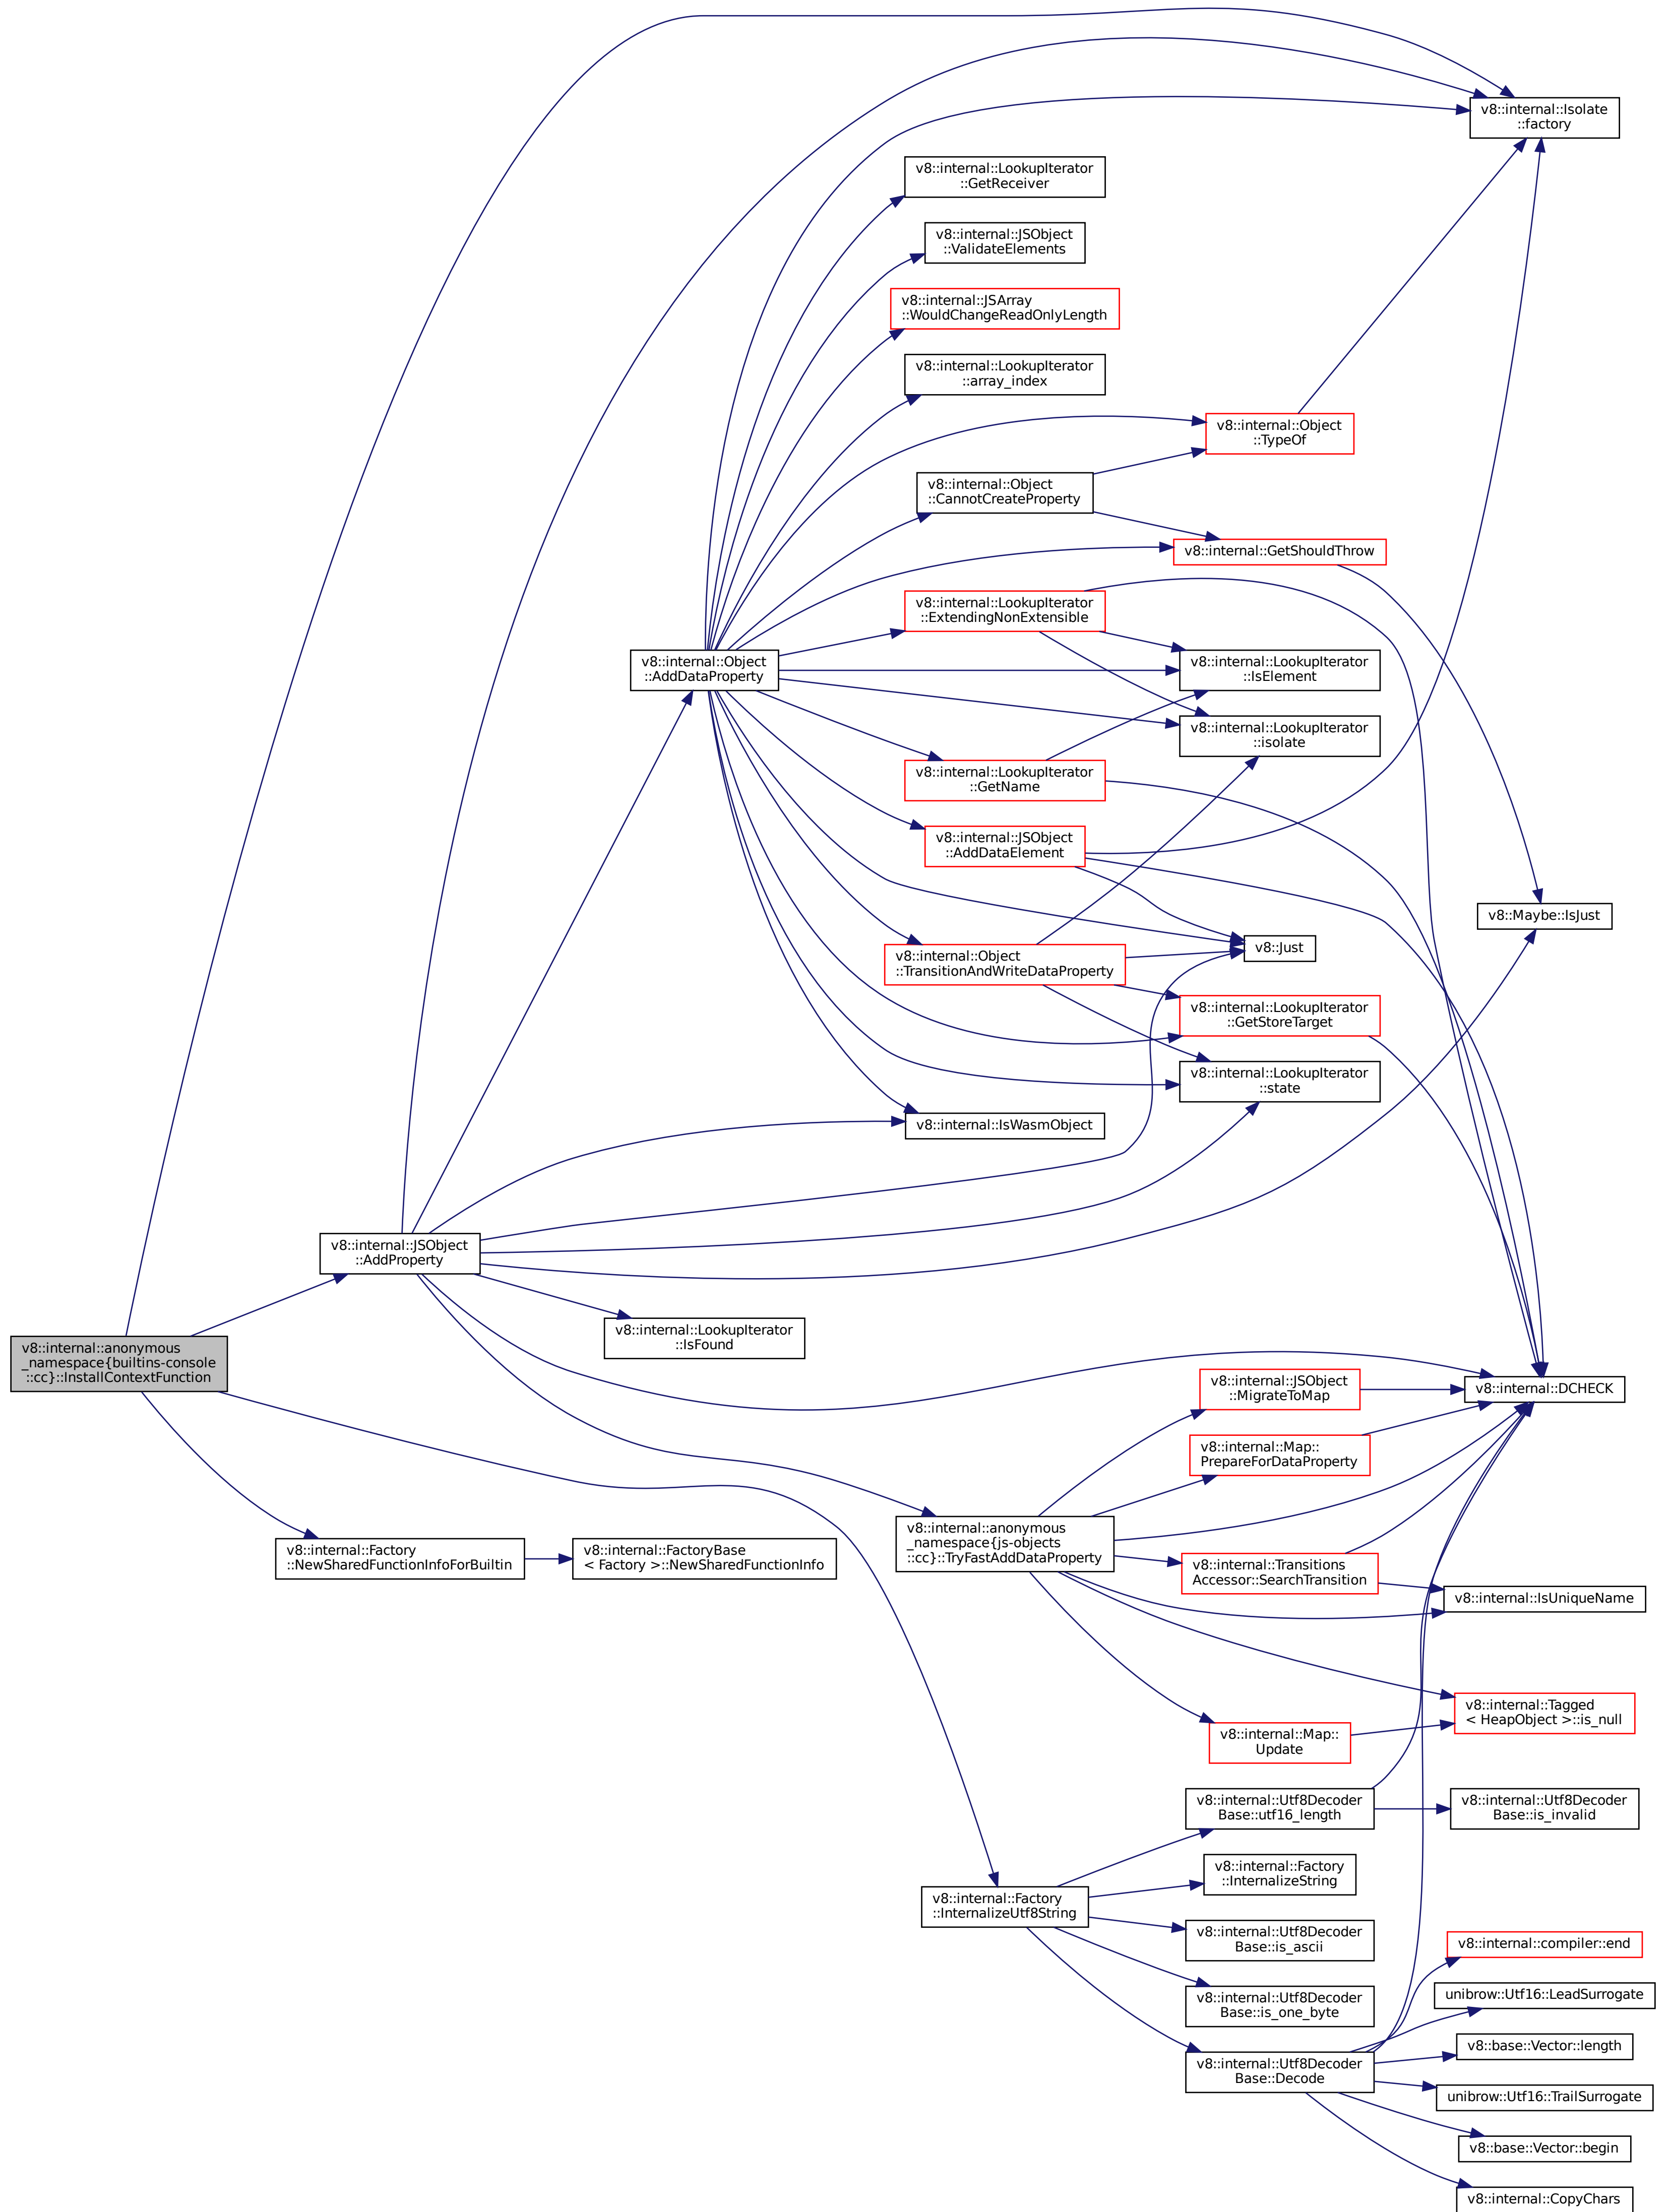 v8::internal::Isolate
::factory
v8::internal::LookupIterator
::GetReceiver
v8::internal::JSObject
::ValidateElements
v8::internal::JSArray
::WouldChangeReadOnlyLength
v8::internal::LookupIterator
::array_index
v8::internal::Object
::TypeOf
v8::internal::Object
::CannotCreateProperty
v8::internal::GetShouldThrow
v8::internal::LookupIterator
::ExtendingNonExtensible
v8::internal::Object
::AddDataProperty
v8::internal::LookupIterator
::IsElement
v8::internal::LookupIterator
::isolate
v8::internal::LookupIterator
::GetName
v8::internal::JSObject
::AddDataElement
v8::Maybe::IsJust
v8::Just
v8::internal::Object
::TransitionAndWriteDataProperty
v8::internal::LookupIterator
::GetStoreTarget
v8::internal::LookupIterator
::state
v8::internal::IsWasmObject
v8::internal::JSObject
::AddProperty
v8::internal::LookupIterator
::IsFound
v8::internal::anonymous
_namespace{builtins-console
::cc}::InstallContextFunction
v8::internal::JSObject
::MigrateToMap
v8::internal::DCHECK
v8::internal::Map::
PrepareForDataProperty
v8::internal::anonymous
_namespace{js-objects
::cc}::TryFastAddDataProperty
v8::internal::Factory
::NewSharedFunctionInfoForBuiltin
v8::internal::FactoryBase
< Factory >::NewSharedFunctionInfo
v8::internal::Transitions
Accessor::SearchTransition
v8::internal::IsUniqueName
v8::internal::Tagged
< HeapObject >::is_null
v8::internal::Map::
Update
v8::internal::Utf8Decoder
Base::utf16_length
v8::internal::Utf8Decoder
Base::is_invalid
v8::internal::Factory
::InternalizeString
v8::internal::Factory
::InternalizeUtf8String
v8::internal::Utf8Decoder
Base::is_ascii
v8::internal::compiler::end
v8::internal::Utf8Decoder
Base::is_one_byte
unibrow::Utf16::LeadSurrogate
v8::base::Vector::length
v8::internal::Utf8Decoder
Base::Decode
unibrow::Utf16::TrailSurrogate
v8::base::Vector::begin
v8::internal::CopyChars